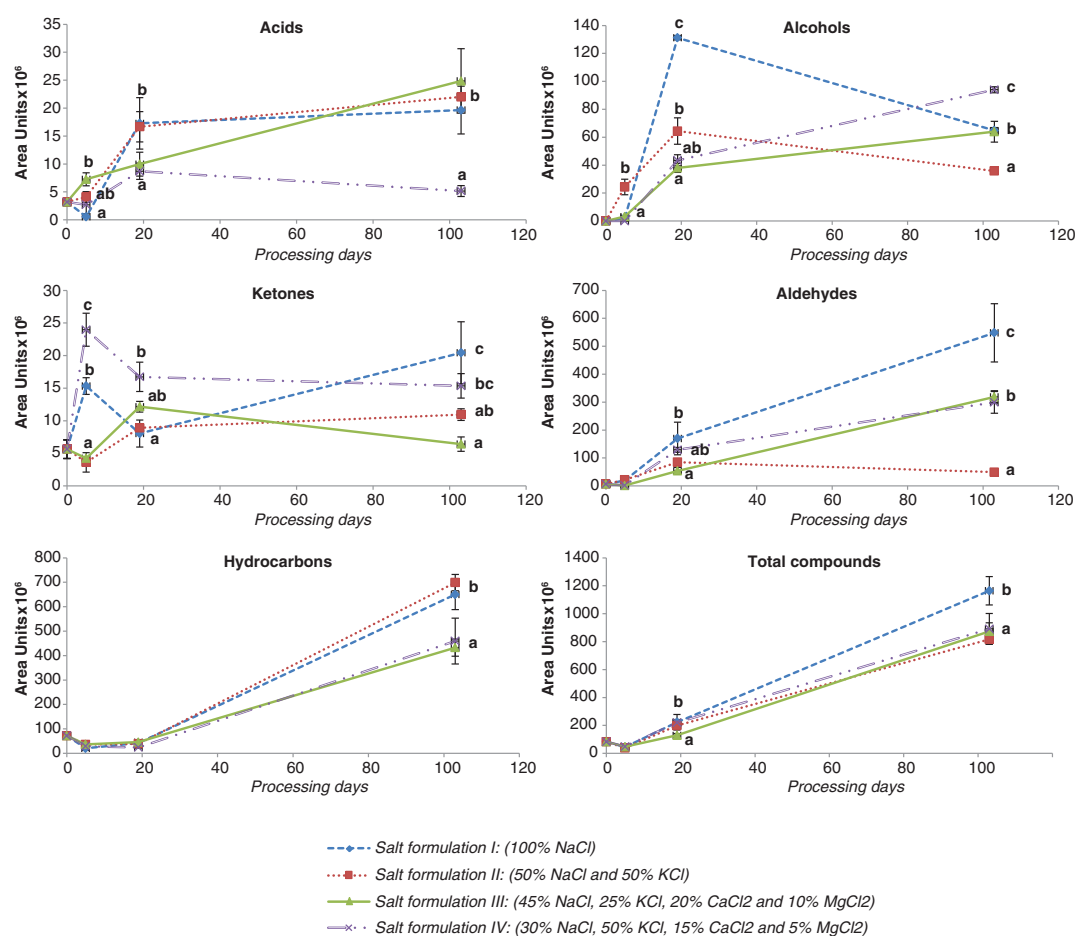 Acids
Area Units x10⁶
35
30
25
20
15
10
5
0
b
b
ab
a
b
a
b
a
0 20 40 60 80 100 120
Processing days
Alcohols
Area Units x10⁶
140
120
100
80
60
40
20
0
c
b
b
ab
a
a
c
b
a
0 20 40 60 80 100 120
Processing days
Ketones
Area Units x10⁶
30
25
20
15
10
5
0
c
b
a
b
ab
a
c
bc
ab
a
0 20 40 60 80 100 120
Processing days
Aldehydes
Area Units x10⁶
700
600
500
400
300
200
100
0
b
ab
a
c
b
a
0 20 40 60 80 100 120
Processing days
Hydrocarbons
Area Units x10⁶
800
700
600
500
400
300
200
100
0
b
a
0 20 40 60 80 100 120
Processing days
Total compounds
Area Units x10⁶
1400
1200
1000
800
600
400
200
0
b
a
b
a
0 20 40 60 80 100 120
Processing days
Salt formulation I: (100% NaCl)
Salt formulation II: (50% NaCl and 50% KCl)
Salt formulation III: (45% NaCl, 25% KCl, 20% CaCl2 and 10% MgCl2)
Salt formulation IV: (30% NaCl, 50% KCl, 15% CaCl2 and 5% MgCl2)